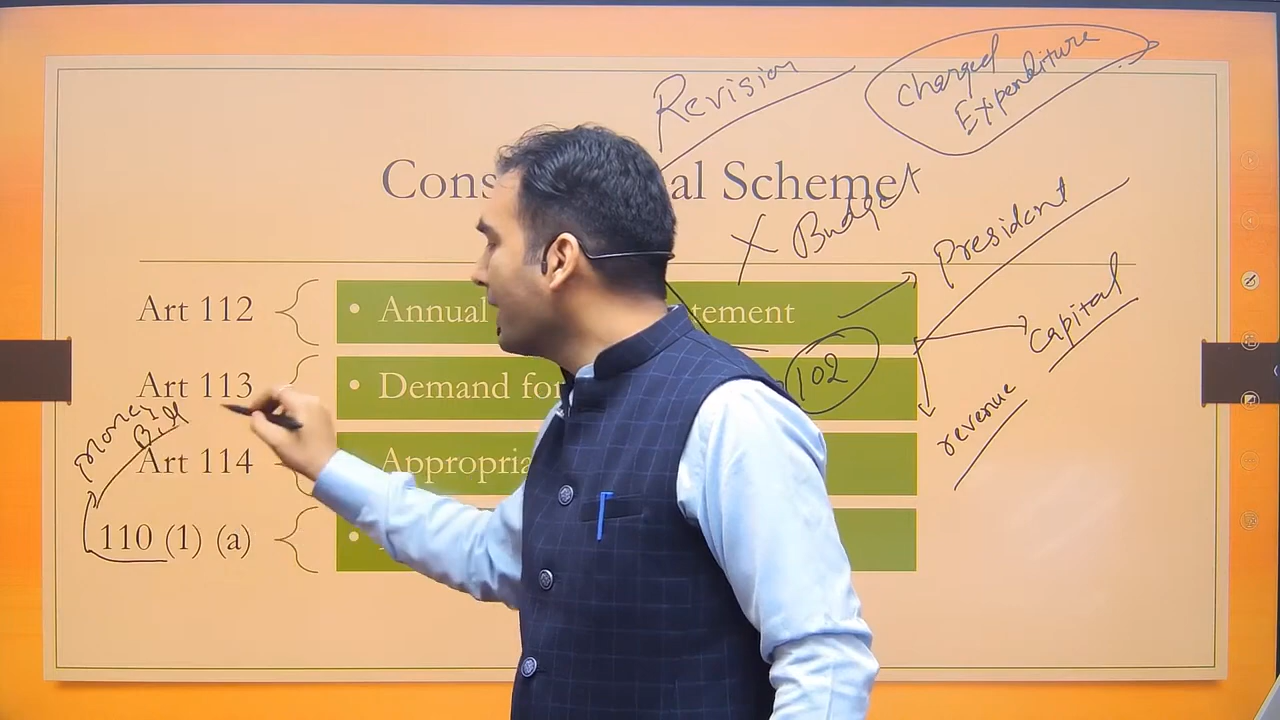 Revision
Charged
Expenditure
Cons al Scheme
X Budget
President
Art 112
• Annual tement
Capital
Art 113
• Demand for
102
revenue
money
Bill
Art 114
Appropria
110 (1) (a)
•